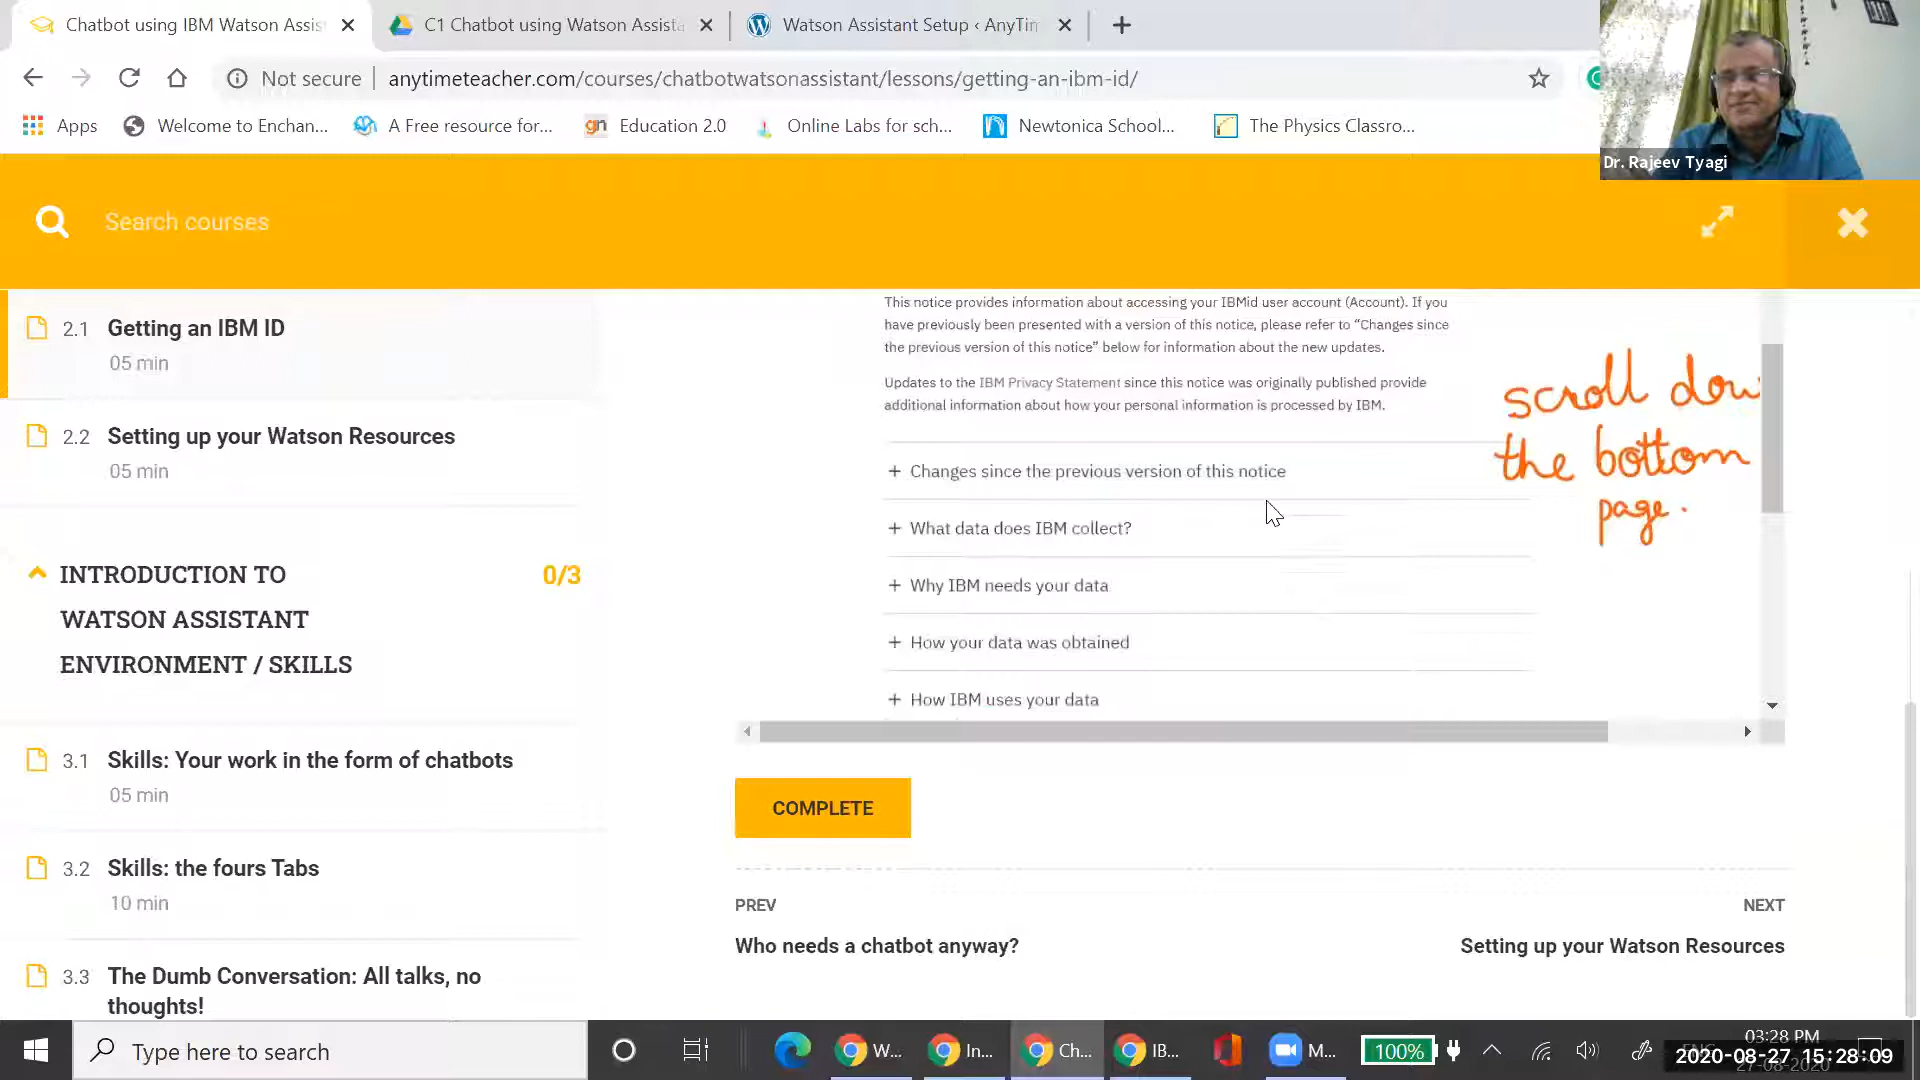 Chatbot using IBM Watson Assis
C1 Chatbot using Watson Assista
Watson Assistant Setup ‹ AnyTim
Not secure
anytimeteacher.com/courses/chatbotwatsonassistant/lessons/getting-an-ibm-id/
Apps
Welcome to Enchan...
A Free resource for...
gn
Education 2.0
Online Labs for sch...
Newtonica School...
The Physics Classro...
Dr. Rajeev Tyagi
Search courses
2.1 Getting an IBM ID
05 min
2.2 Setting up your Watson Resources
05 min
INTRODUCTION TO 0/3
WATSON ASSISTANT
ENVIRONMENT / SKILLS
3.1 Skills: Your work in the form of chatbots
05 min
3.2 Skills: the fours Tabs
10 min
3.3 The Dumb Conversation: All talks, no
thoughts!
This notice provides information about accessing your IBMid user account (Account). If you
have previously been presented with a version of this notice, please refer to “Changes since
the previous version of this notice” below for information about the new updates.
Updates to the IBM Privacy Statement since this notice was originally published provide
additional information about how your personal information is processed by IBM.
+ Changes since the previous version of this notice
+ What data does IBM collect?
+ Why IBM needs your data
+ How your data was obtained
+ How IBM uses your data
scroll dow
the bottom
page.
COMPLETE
PREV
Who needs a chatbot anyway?
NEXT
Setting up your Watson Resources
Type here to search
W...
In...
Ch...
IB...
M...
100%
03:28 PM
2020-08-27 15:28:09
27-08-2020